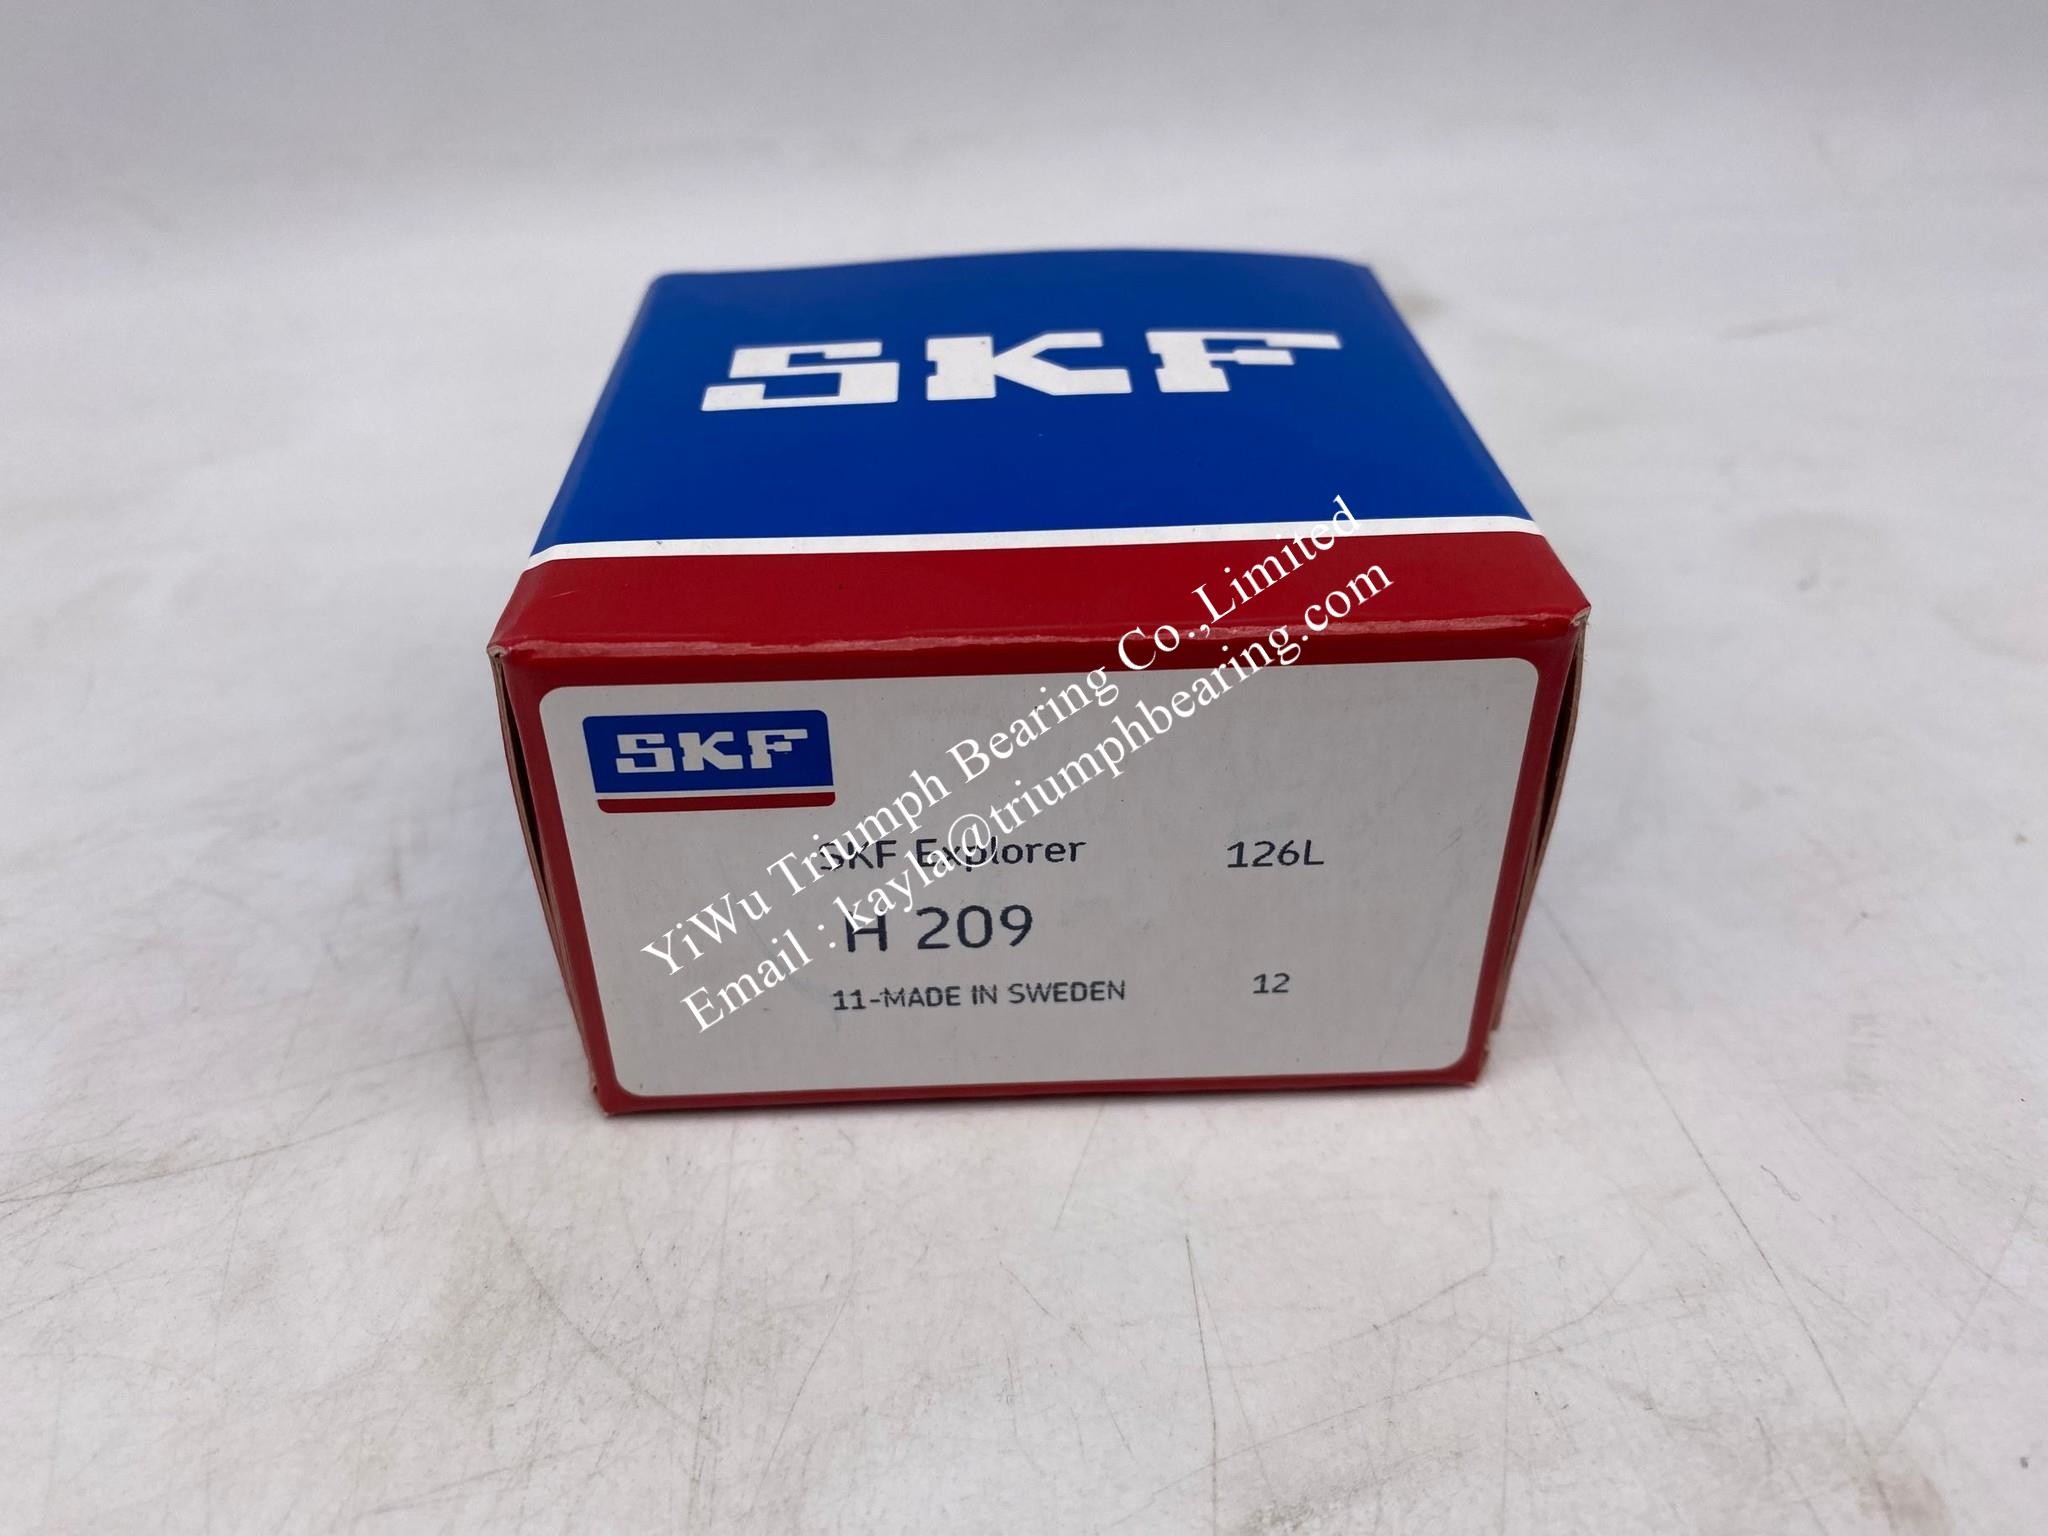 SKF
SKF
SKF Explorer 126L
H 209
11-MADE IN SWEDEN 12
YiWu Triumph Bearing Co.,Limited
Email : kayla@triumphbearing.com